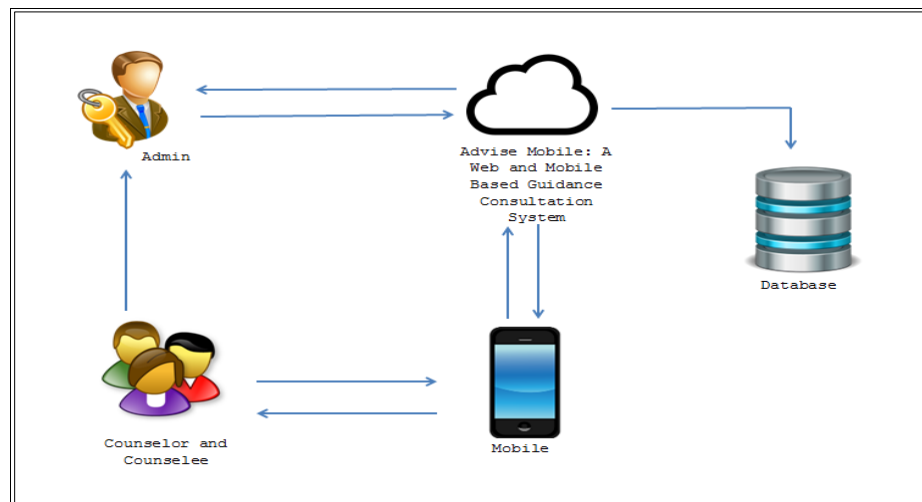 Admin
Advise Mobile: A
Web and Mobile
Based Guidance
Consultation
System
Database
Counselor and
Counselee
Mobile